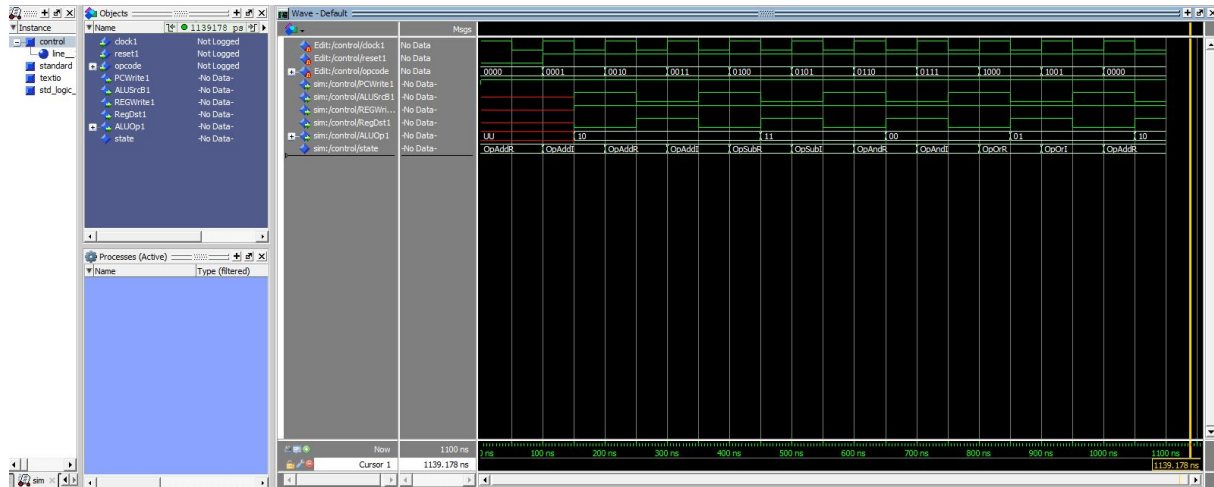 Objects
Wave - Default
Instance
Name
1139178 ps
Msgs
control
line__
standard
textio
std_logic_
clock1 Not Logged
reset1 Not Logged
opcode Not Logged
PCWrite1 -No Data-
ALUSrcB1 -No Data-
REGWrite1 -No Data-
RegDst1 -No Data-
ALUOp1 -No Data-
state -No Data-
Edit:/control/clock1 No Data
Edit:/control/reset1 No Data
Edit:/control/opcode No Data 0000 0001 0010 0011 0100 0101 0110 0111 1000 1001 0000
sim:/control/PCWrite1 -No Data-
sim:/control/ALUSrcB1 -No Data-
sim:/control/REGWri... -No Data-
sim:/control/RegDst1 -No Data-
sim:/control/ALUOp1 -No Data- UU 10 11 00 01 10
sim:/control/state -No Data- OpAddR OpAddI OpAddR OpAddI OpSubR OpSubI OpAndR OpAndI OpOrR OpOrI OpAddR
Processes (Active)
Name Type (filtered)
Now 1100 ns
ns 100 ns 200 ns 300 ns 400 ns 500 ns 600 ns 700 ns 800 ns 900 ns 1000 ns 1100 ns
Cursor 1 1139.178 ns
1139.178 ns
sim